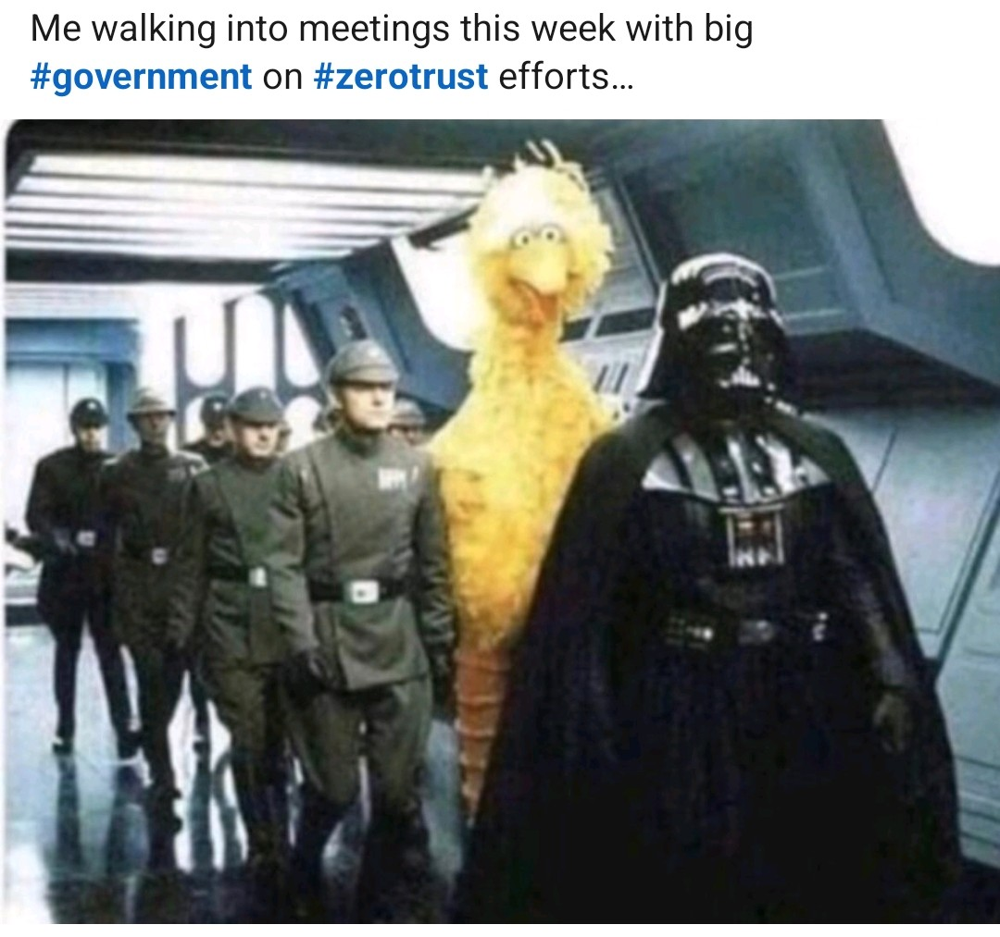 Me walking into meetings this week with big
#government on #zerotrust efforts...